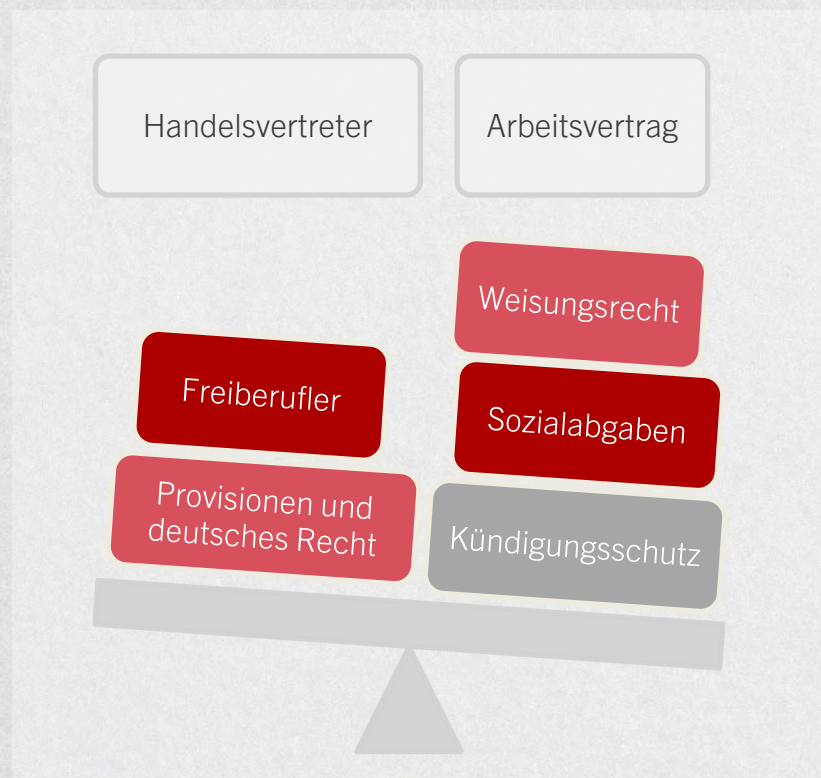 Handelsvertreter
Arbeitsvertrag
Weisungsrecht
Freiberufler
Sozialabgaben
Provisionen und
deutsches Recht
Kündigungsschutz